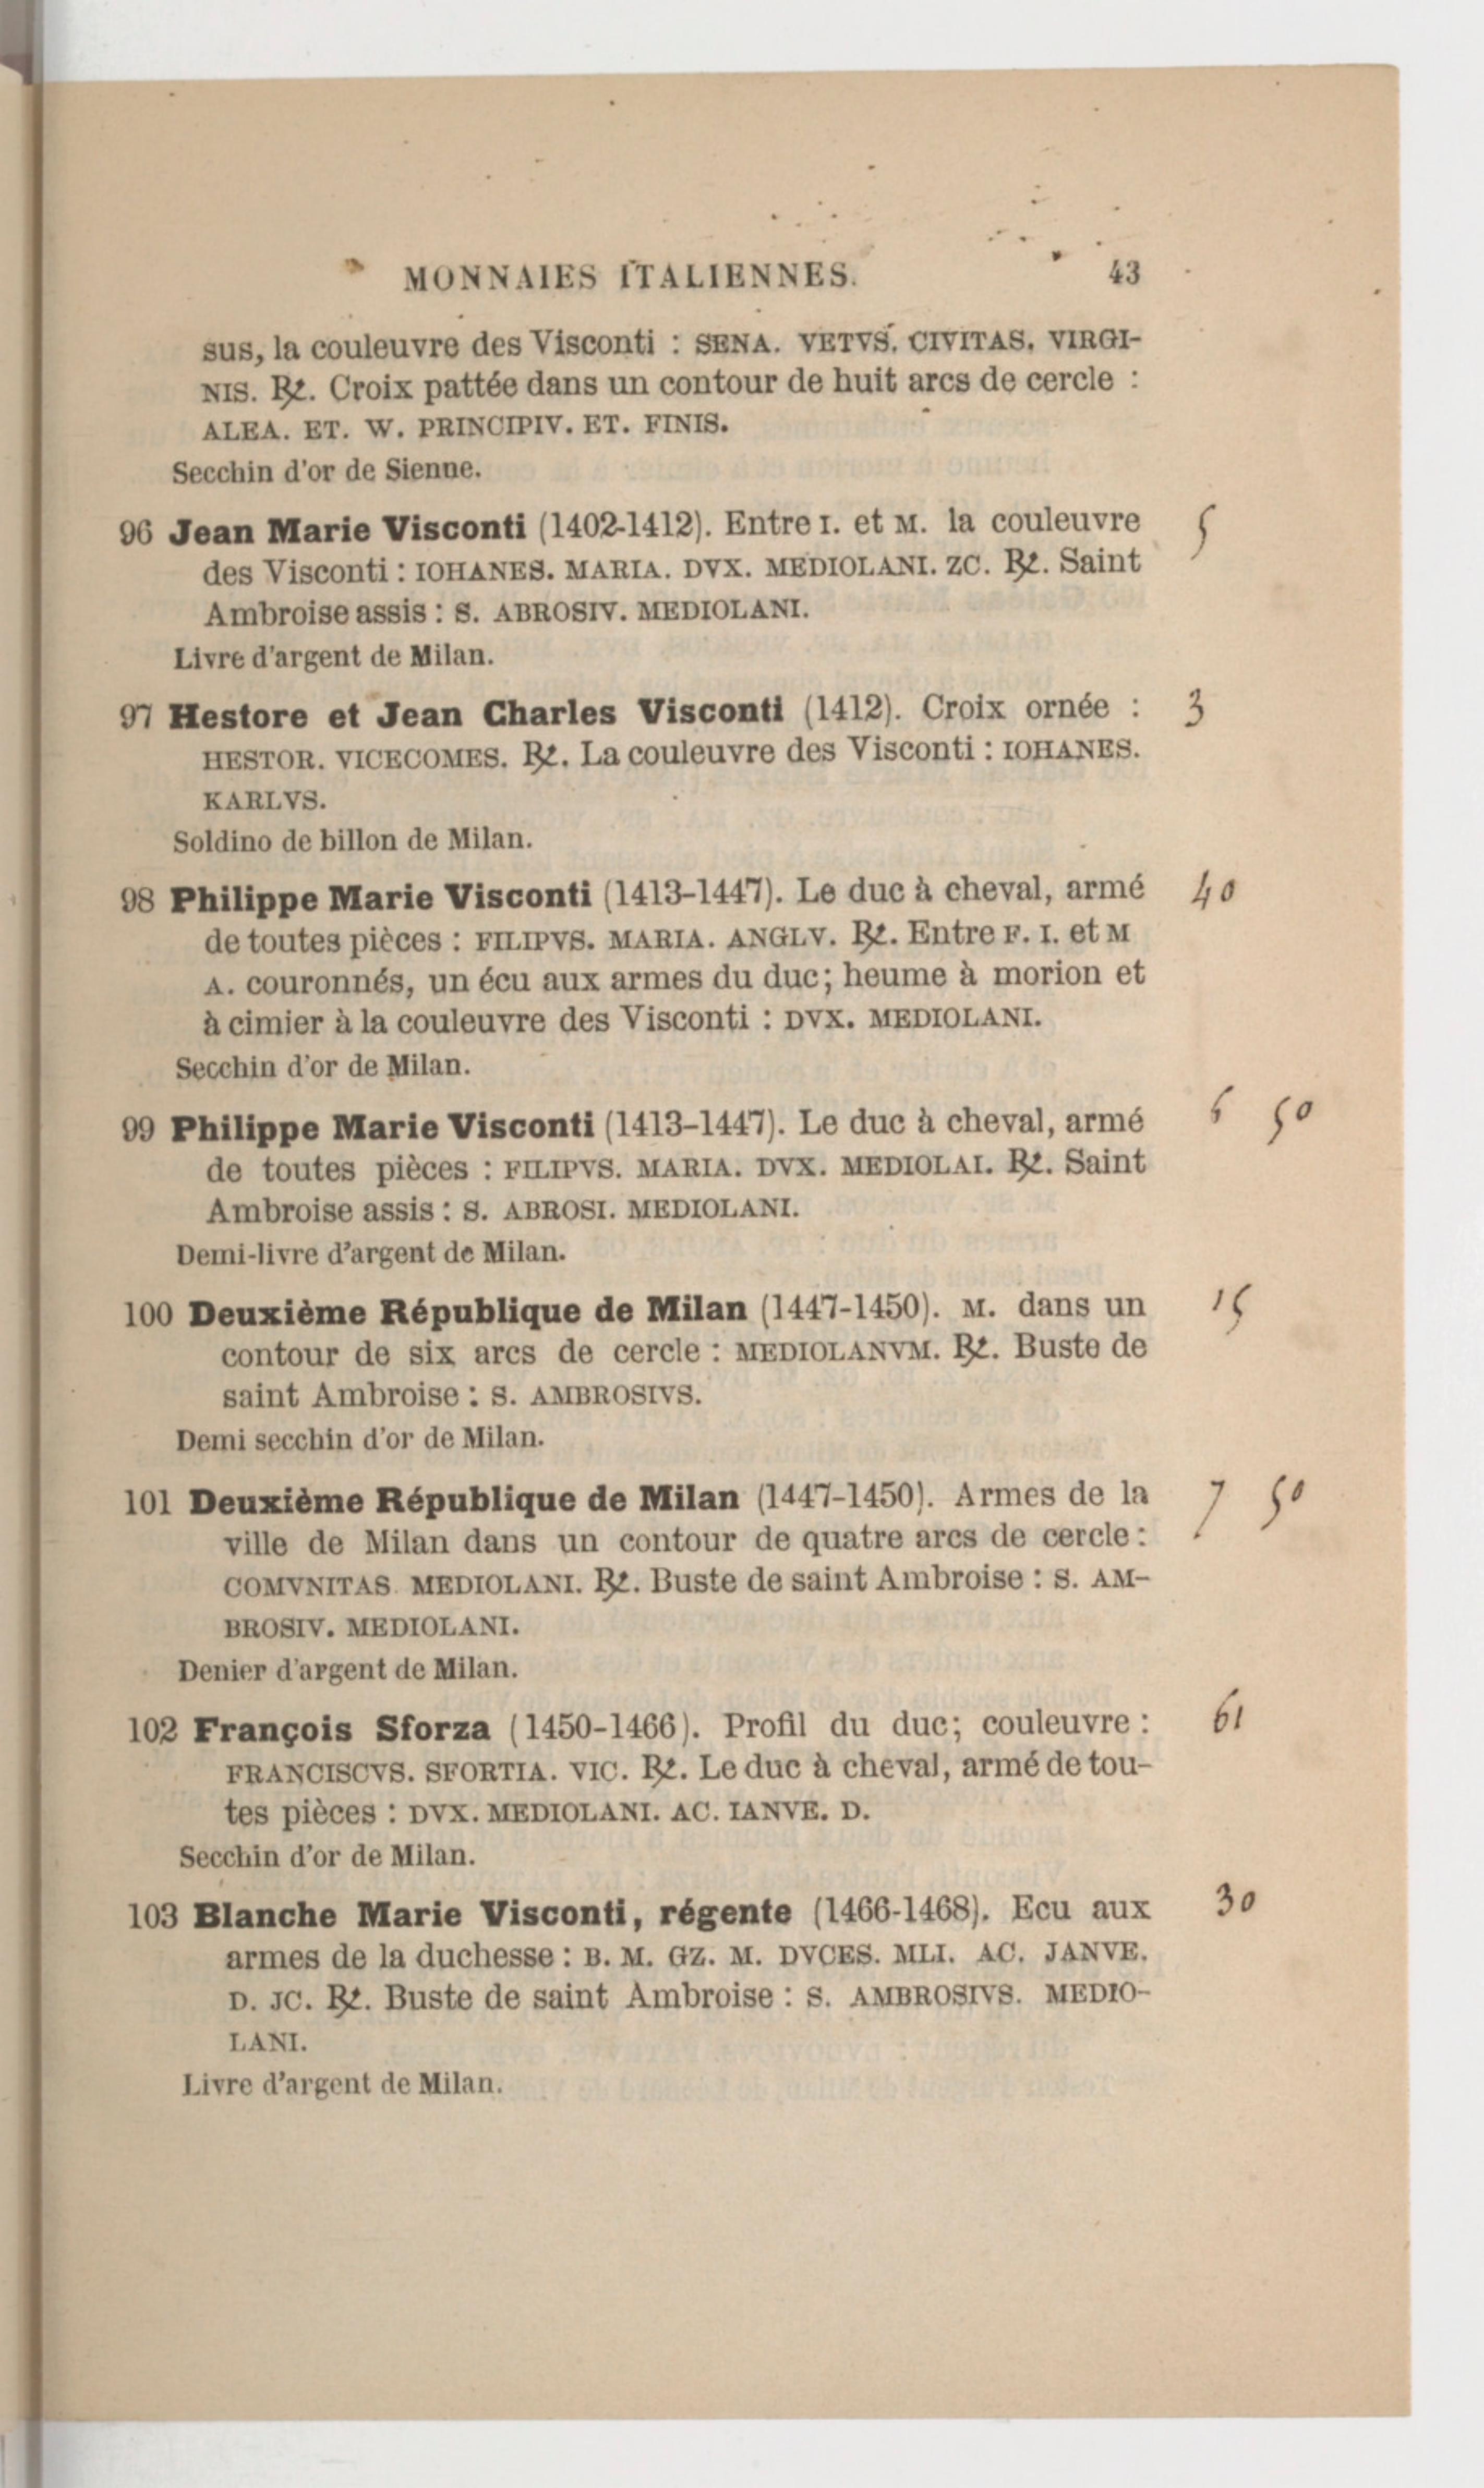 MONNAIES ITALIENNES. 43
sus, la couleuvre des Visconti : SENA. VETVS. CIVITAS. VIRGI-
NIS. ℞. Croix pattée dans un contour de huit arcs de cercle :
ALEA. ET. W. PRINCIPIV. ET. FINIS.
Secchin d'or de Sienne.
96 Jean Marie Visconti (1402-1412). Entre I. et M. la couleuvre 5
des Visconti : IOHANES. MARIA. DVX. MEDIOLANI. ZC. ℞. Saint
Ambroise assis : S. ABROSIV. MEDIOLANI.
Livre d'argent de Milan.
97 Hestore et Jean Charles Visconti (1412). Croix ornée : 3
HESTOR. VICECOMES. ℞. La couleuvre des Visconti : IOHANES.
KARLVS.
Soldino de billon de Milan.
98 Philippe Marie Visconti (1413-1447). Le duc à cheval, armé 40
de toutes pièces : FILIPVS. MARIA. ANGLV. ℞. Entre F. I. et M
A. couronnés, un écu aux armes du duc; heume à morion et
à cimier à la couleuvre des Visconti : DVX. MEDIOLANI.
Secchin d'or de Milan.
99 Philippe Marie Visconti (1413-1447). Le duc à cheval, armé 6 50
de toutes pièces : FILIPVS. MARIA. DVX. MEDIOLAI. ℞. Saint
Ambroise assis : S. ABROSI. MEDIOLANI.
Demi-livre d'argent de Milan.
100 Deuxième République de Milan (1447-1450). M. dans un 15
contour de six arcs de cercle : MEDIOLANVM. ℞. Buste de
saint Ambroise : S. AMBROSIVS.
Demi secchin d'or de Milan.
101 Deuxième République de Milan (1447-1450). Armes de la 7 50
ville de Milan dans un contour de quatre arcs de cercle :
COMVNITAS. MEDIOLANI. ℞. Buste de saint Ambroise : S. AM-
BROSIV. MEDIOLANI.
Denier d'argent de Milan.
102 François Sforza (1450-1466). Profil du duc; couleuvre : 61
FRANCISCVS. SFORTIA. VIC. ℞. Le duc à cheval, armé de tou-
tes pièces : DVX. MEDIOLANI. AC. IANVE. D.
Secchin d'or de Milan.
103 Blanche Marie Visconti, régente (1466-1468). Ecu aux 30
armes de la duchesse : B. M. GZ. M. DVCES. MLI. AC. JANVE.
D. JC. ℞. Buste de saint Ambroise : S. AMBROSIVS. MEDIO-
LANI.
Livre d'argent de Milan.